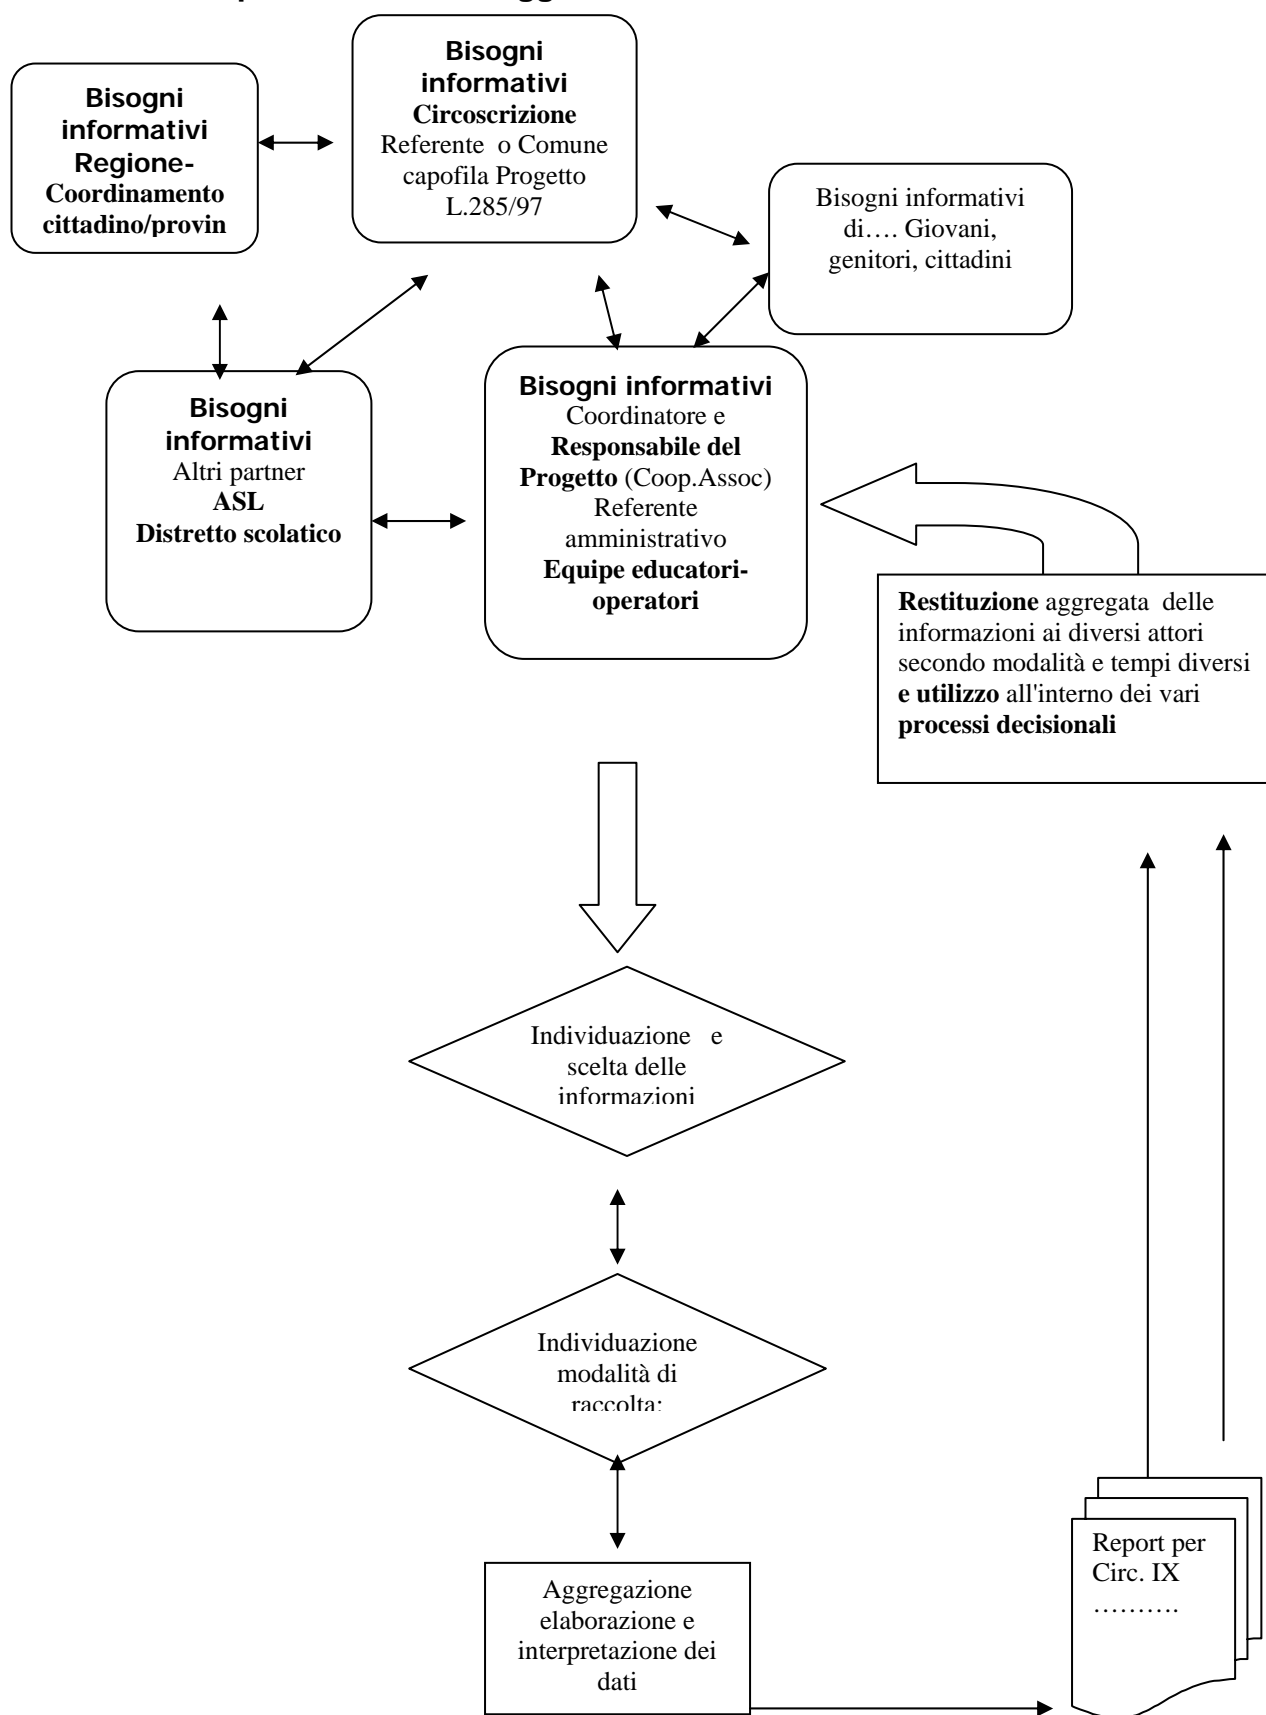 Bisogni
informativi
Regione-
Coordinamento
cittadino/provin
Bisogni
informativi
Circoscrizione
Referente o Comune
capofila Progetto
L.285/97
Bisogni informativi
di…. Giovani,
genitori, cittadini
Bisogni
informativi
Altri partner
ASL
Distretto scolatico
Bisogni informativi
Coordinatore e
Responsabile del
Progetto (Coop.Assoc)
Referente
amministrativo
Equipe educatori-
operatori
Restituzione aggregata delle
informazioni ai diversi attori
secondo modalità e tempi diversi
e utilizzo all'interno dei vari
processi decisionali
Individuazione e
scelta delle
informazioni
Individuazione
modalità di
raccolta:
Aggregazione
elaborazione e
interpretazione dei
dati
Report per
Circ. IX
……….